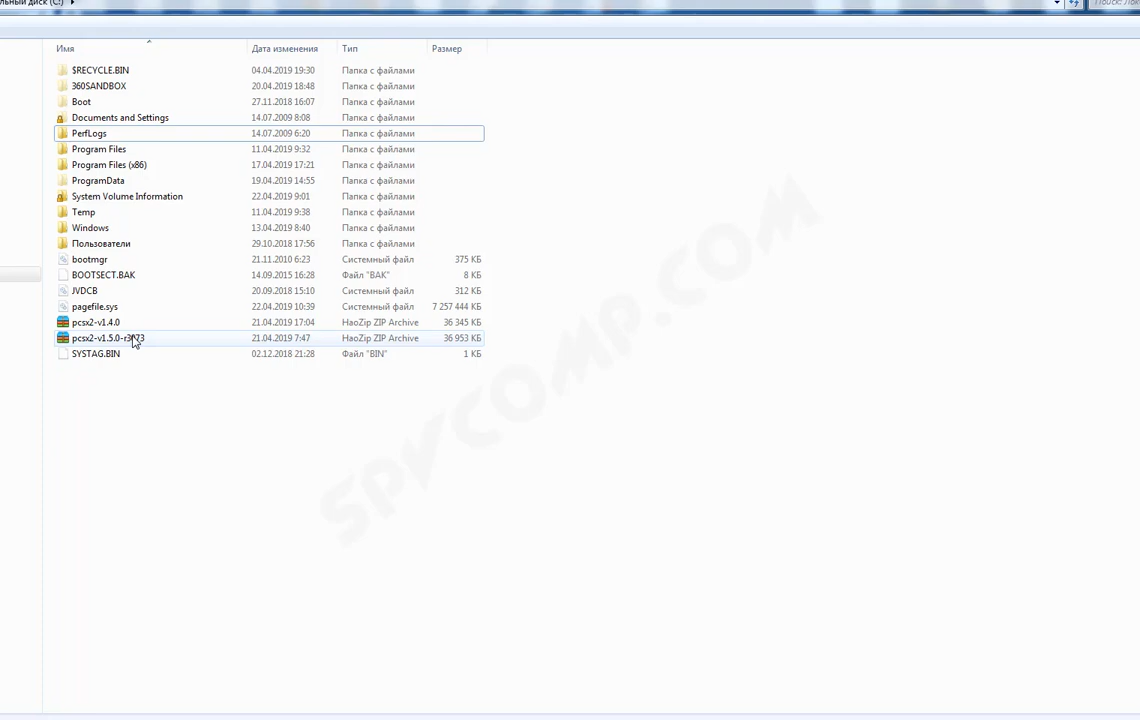 льный диск (C:)
Имя Дата изменения Тип Размер
$RECYCLE.BIN 04.04.2019 19:30 Папка с файлами
360SANDBOX 20.04.2019 18:48 Папка с файлами
Boot 27.11.2018 16:07 Папка с файлами
Documents and Settings 14.07.2009 8:08 Папка с файлами
PerfLogs 14.07.2009 6:20 Папка с файлами
Program Files 11.04.2019 9:32 Папка с файлами
Program Files (x86) 17.04.2019 17:21 Папка с файлами
ProgramData 19.04.2019 14:55 Папка с файлами
System Volume Information 22.04.2019 9:01 Папка с файлами
Temp 11.04.2019 9:38 Папка с файлами
Windows 13.04.2019 8:40 Папка с файлами
Пользователи 29.10.2018 17:56 Папка с файлами
bootmgr 21.11.2010 6:23 Системный файл 375 КБ
BOOTSECT.BAK 14.09.2015 16:28 Файл "BAK" 8 КБ
JVDCB 20.09.2018 15:10 Системный файл 312 КБ
pagefile.sys 22.04.2019 10:39 Системный файл 7 257 444 КБ
pcsx2-v1.4.0 21.04.2019 17:04 HaoZip ZIP Archive 36 345 КБ
21.04.2019 7:47 HaoZip ZIP Archive 36 953 КБ
SYSTAG.BIN 02.12.2018 21:28 Файл "BIN" 1 КБ
SPVCOMP.COM